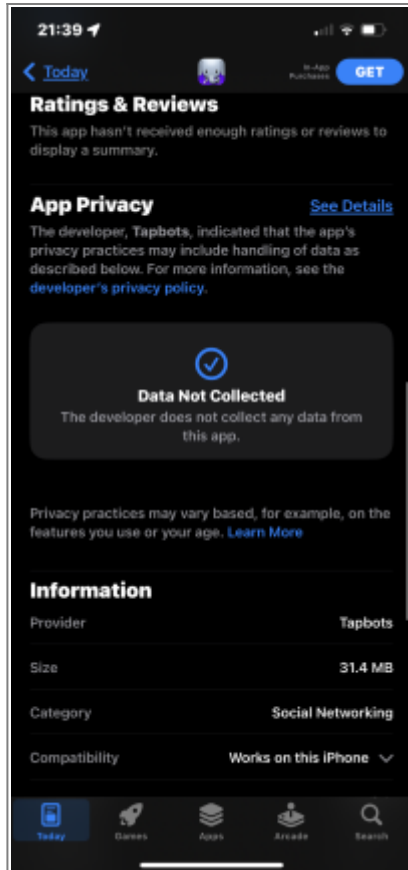 21:39
Today
In-App
Purchases
GET
Ratings & Reviews
This app hasn't received enough ratings or reviews to
display a summary.
App Privacy
See Details
The developer, Tapbots, indicated that the app's
privacy practices may include handling of data as
described below. For more information, see the
developer's privacy policy.
Data Not Collected
The developer does not collect any data from
this app.
Privacy practices may vary based, for example, on the
features you use or your age. Learn More
Information
Provider
Tapbots
Size
31.4 MB
Category
Social Networking
Compatibility
Works on this iPhone
Today
Games
Apps
Arcade
Search